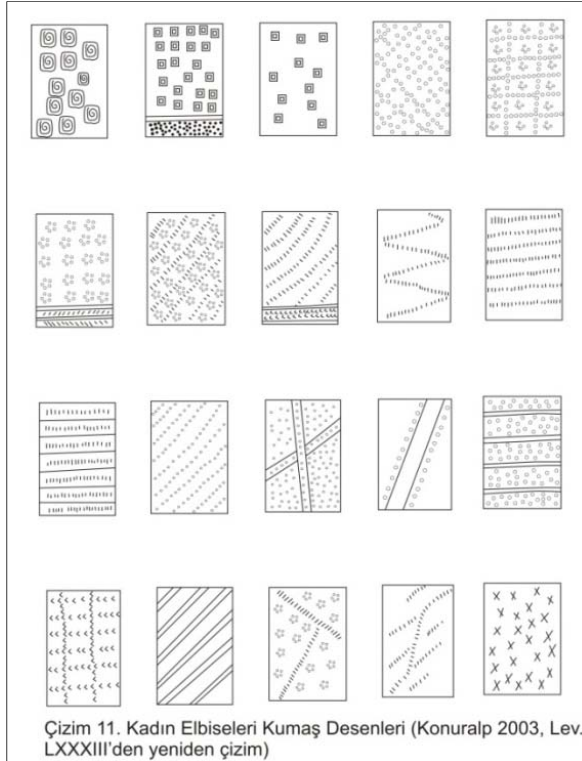 Çizim 11. Kadın Elbiseleri Kumaş Desenleri (Konuralp 2003, Lev.
LXXXIII'den yeniden çizim)